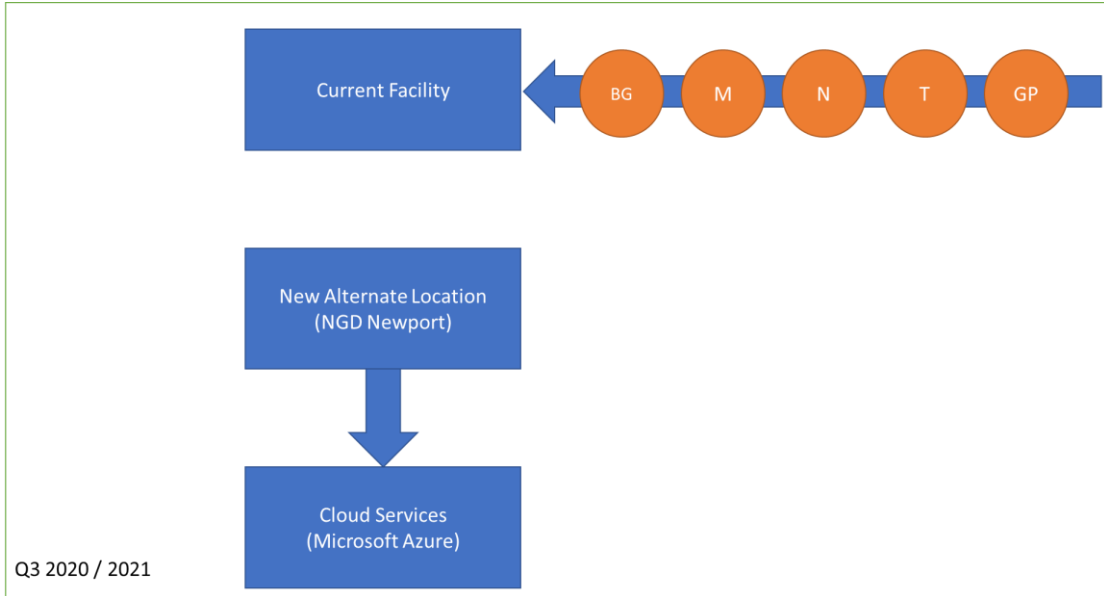 Current Facility
BG
M
N
T
GP
New Alternate Location
(NGD Newport)
Cloud Services
(Microsoft Azure)
Q3 2020 / 2021